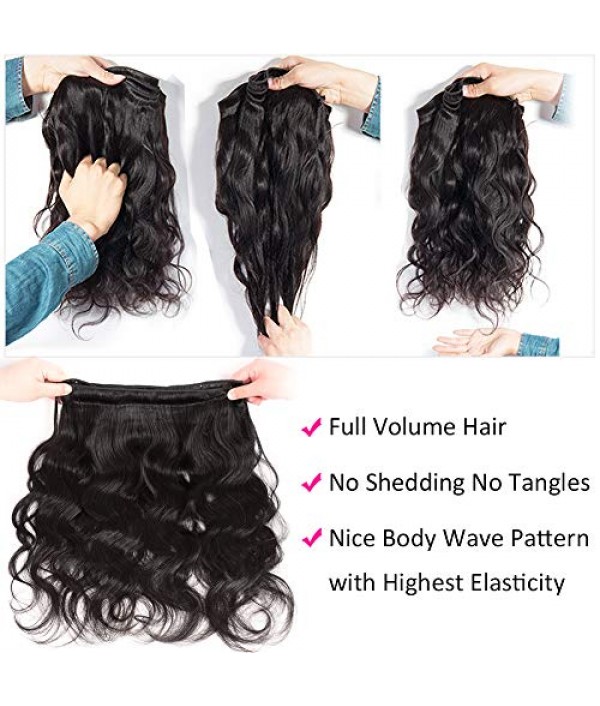 ✓ Full Volume Hair
✓ No Shedding No Tangles
✓ Nice Body Wave Pattern
with Highest Elasticity